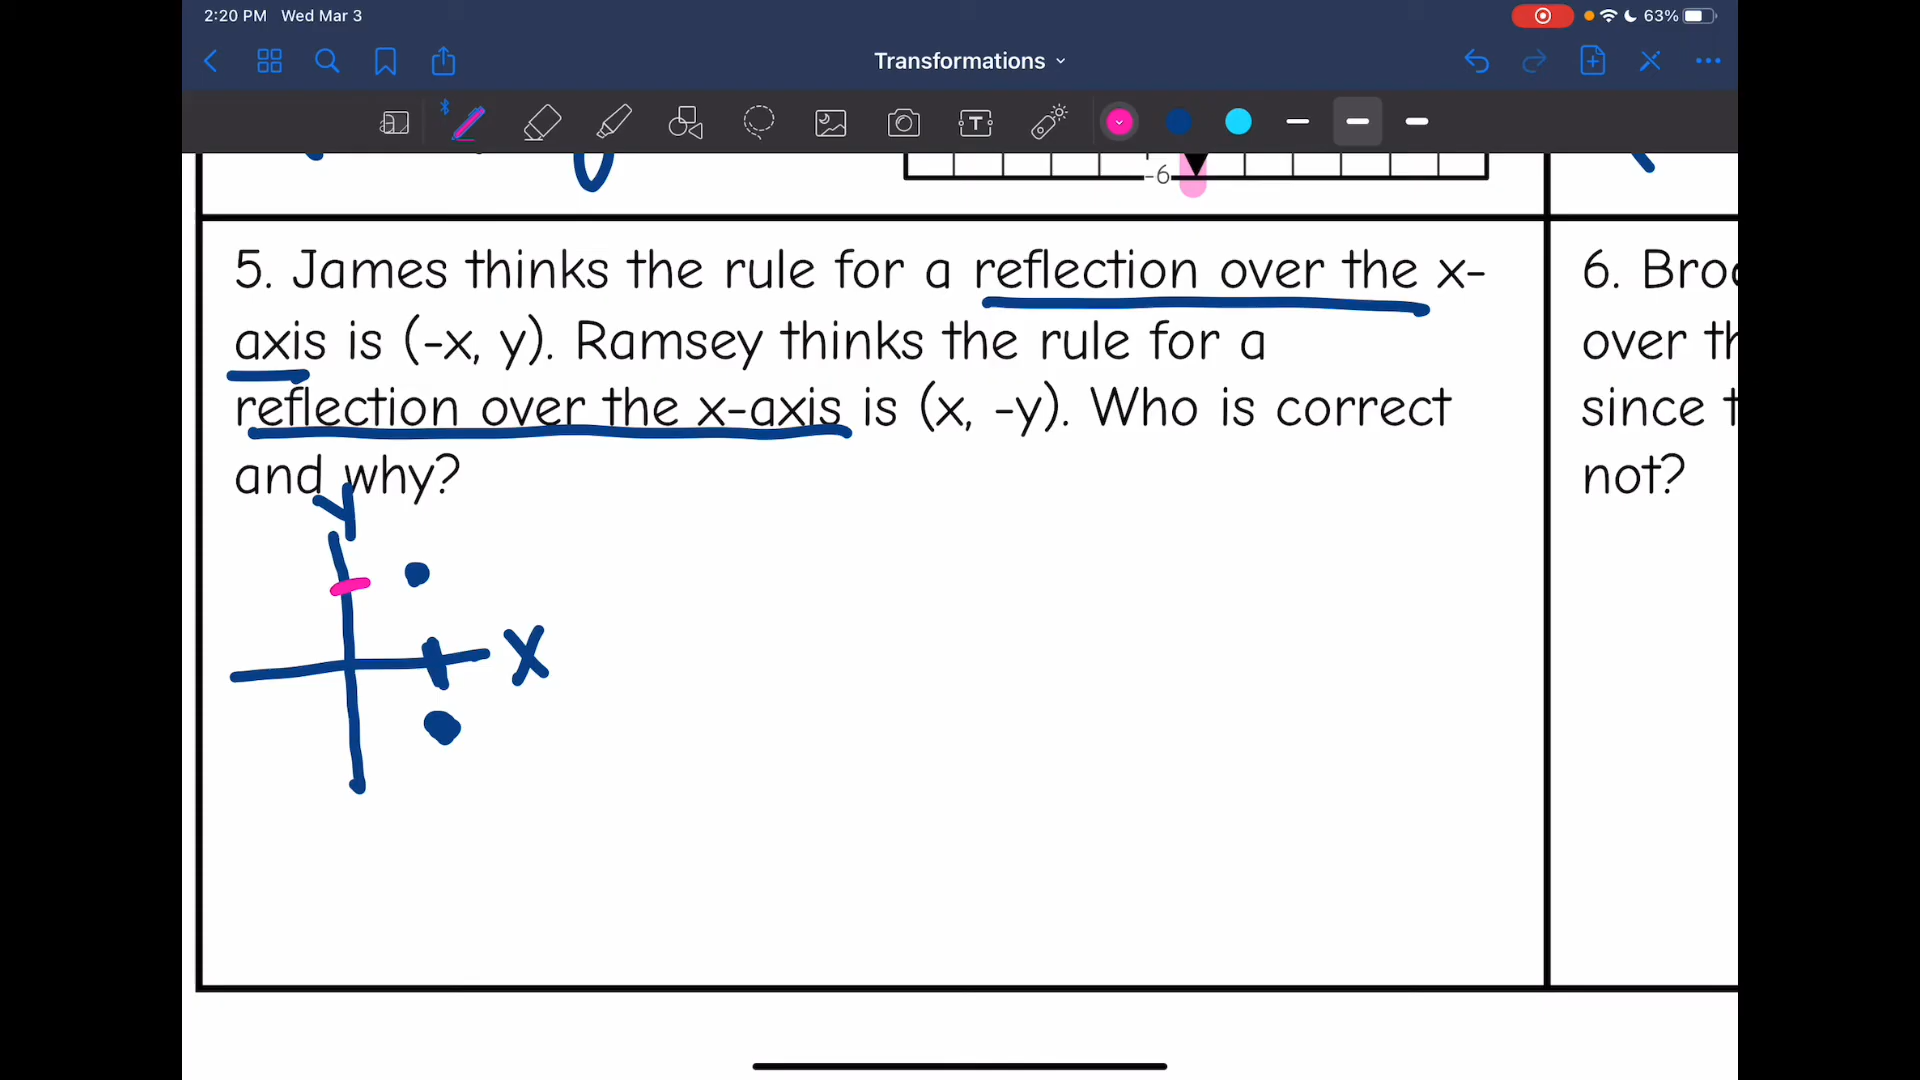 2:20 PM Wed Mar 3
63%
Transformations
T
-6
5. James thinks the rule for a reflection over the x-
axis is (-x, y). Ramsey thinks the rule for a
reflection over the x-axis is (x, -y). Who is correct
and why?
6. Broo
over th
since t
not?
y
x